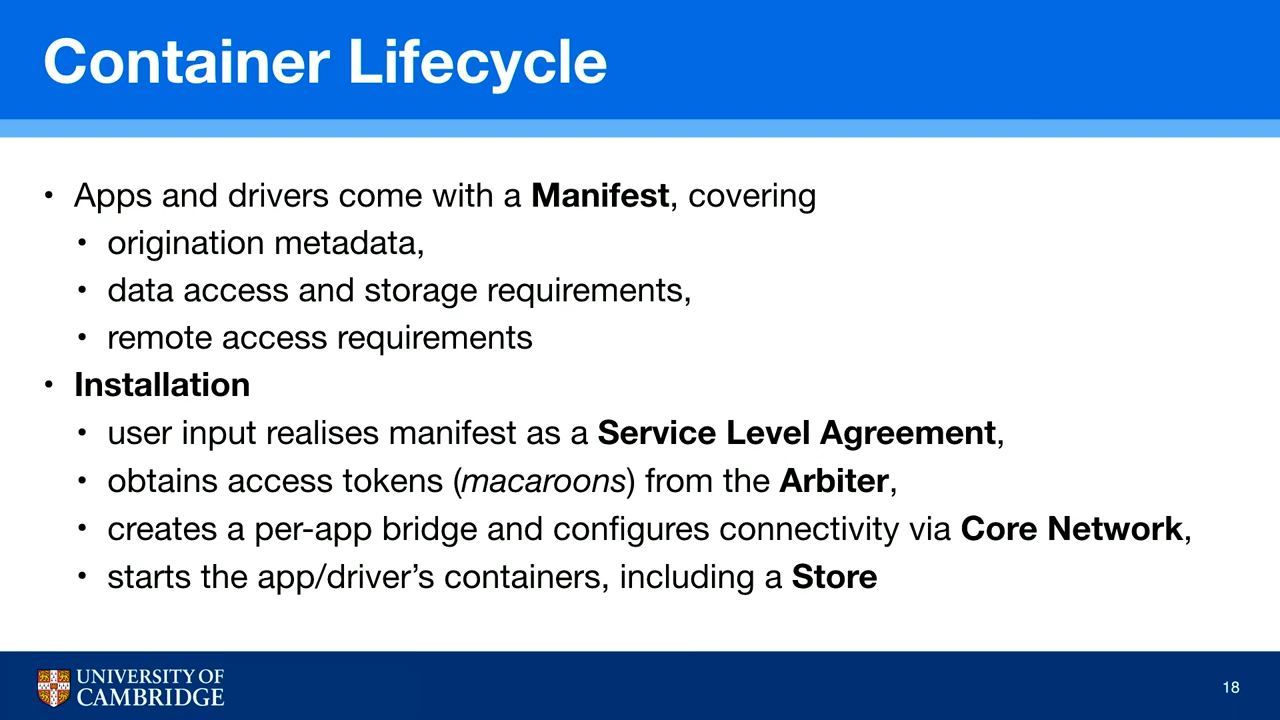 Container Lifecycle
• Apps and drivers come with a Manifest, covering
• origination metadata,
• data access and storage requirements,
• remote access requirements
• Installation
• user input realises manifest as a Service Level Agreement,
• obtains access tokens (macaroons) from the Arbiter,
• creates a per-app bridge and configures connectivity via Core Network,
• starts the app/driver’s containers, including a Store
UNIVERSITY OF
CAMBRIDGE
18